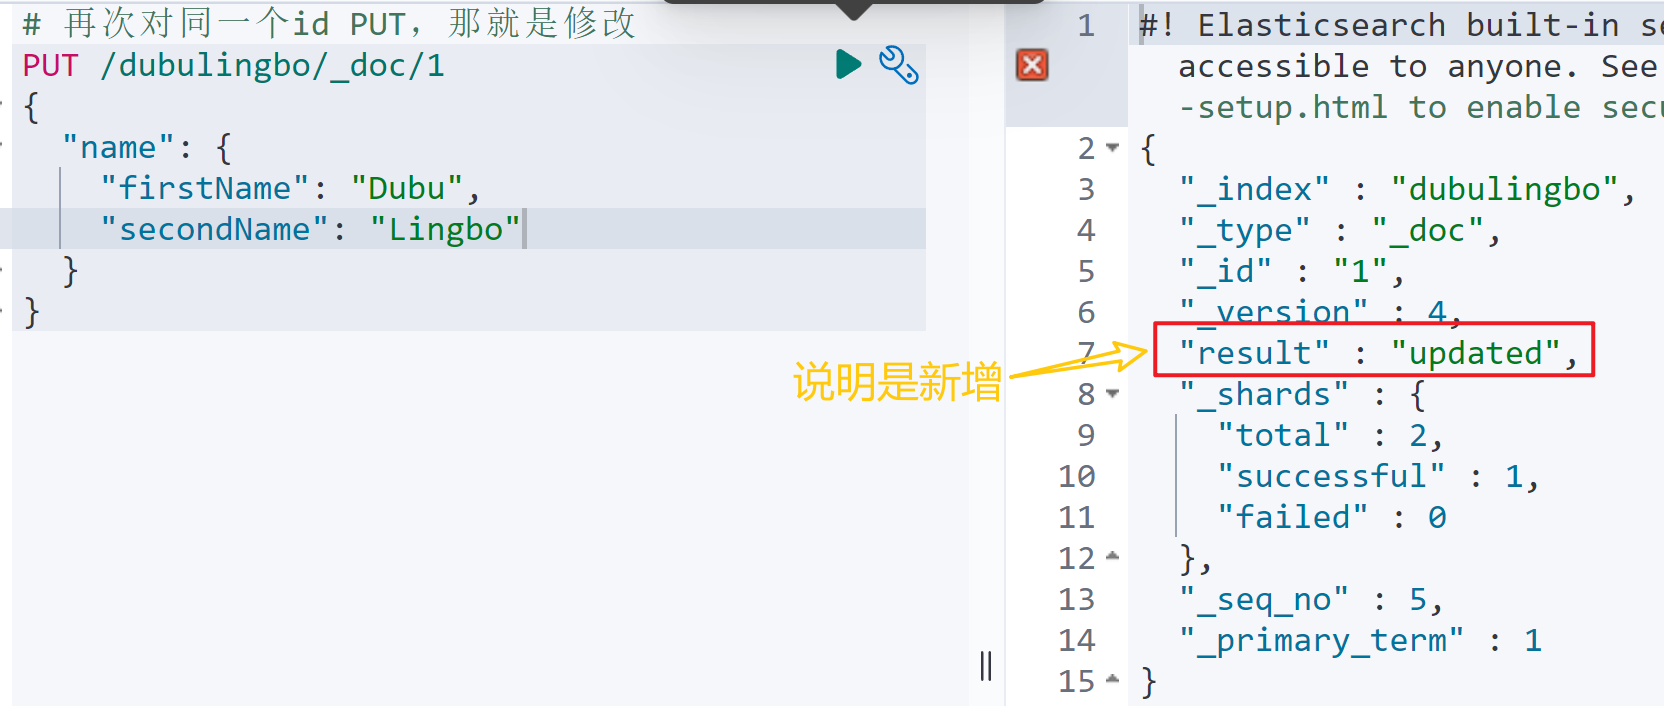 # 再次对同一个id PUT，那就是修改
PUT /dubulingbo/_doc/1
{
"name": {
"firstName": "Dubu",
"secondName": "Lingbo"
}
}
说明是新增
1 #! Elasticsearch built-in se
accessible to anyone. See
-setup.html to enable secu
2 {
3 "_index" : "dubulingbo",
4 "_type" : "_doc",
5 "_id" : "1",
6 "_version" : 4,
7 "result" : "updated",
8 "_shards" : {
9 "total" : 2,
10 "successful" : 1,
11 "failed" : 0
12 },
13 "_seq_no" : 5,
14 "_primary_term" : 1
15 }